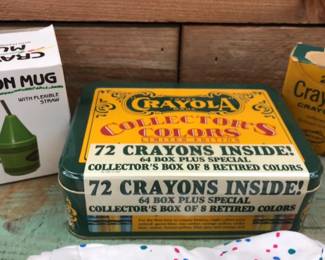 CRAY
MU
ON MUG
WITH FLEXIBLE
STRAW
CRAYOLA
COLLECTOR'S
COLORS
72 CRAYONS INSIDE!
64 BOX PLUS SPECIAL
COLLECTOR'S BOX OF 8 RETIRED COLORS
72 CRAYONS INSIDE!
64 BOX PLUS SPECIAL
COLLECTOR'S BOX OF 8 RETIRED COLORS